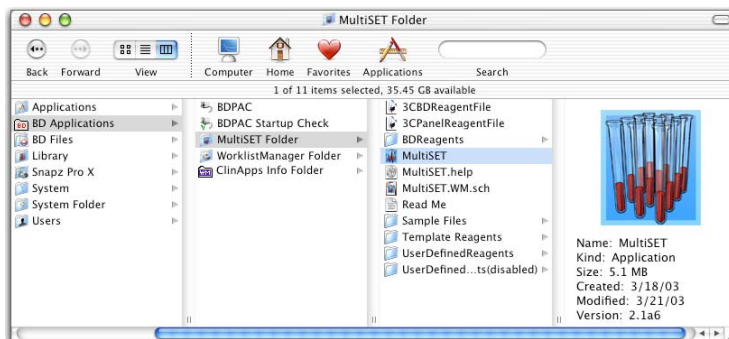 MultiSET Folder
Back Forward View Computer Home Favorites Applications Search
1 of 11 items selected, 35.45 GB available
Applications
BD Applications
BD Files
Library
Snapz Pro X
System
System Folder
Users
BDPAC
BDPAC Startup Check
MultiSET Folder
WorklistManager Folder
ClinApps Info Folder
3CBDReagentFile
3CPanelReagentFile
BDReagents
MultiSET
MultiSET.help
MultiSET.WM.sch
Read Me
Sample Files
Template Reagents
UserDefinedReagents
UserDefined...ts(disabled)
Name: MultiSET
Kind: Application
Size: 5.1 MB
Created: 3/18/03
Modified: 3/21/03
Version: 2.1a6